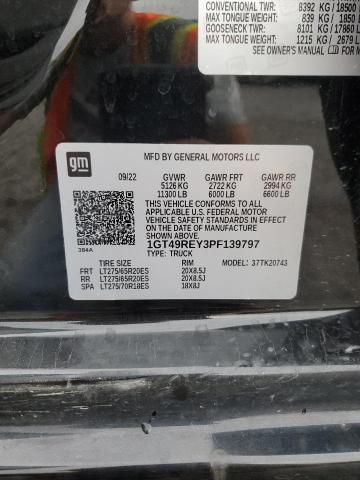 CONVENTIONAL TWR: 8392 KG / 18500
MAX TONGUE WEIGHT: 839 KG / 1850
GOOSENECK TWR: 8101 KG / 17860
MAX TONGUE WEIGHT: 1215 KG / 2679
SEE OWNER'S MANUAL FOR
gm
MFD BY GENERAL MOTORS LLC
09/22 GVWR GAWR FRT GAWR RR
5126 KG 2722 KG 2994 KG
11300 LB 6000 LB 6600 LB
THIS VEHICLE CONFORMS TO ALL
APPLICABLE U.S. FEDERAL MOTOR
VEHICLE SAFETY STANDARDS IN
EFFECT ON THE DATE OF
MANUFACTURE SHOWN ABOVE.
384A
1GT49REY3PF139797
TYPE: TRUCK
TIRE SIZE RIM MODEL: 37TK20743
FRT LT275/65R20ES 20X8.5J
RR LT275/65R20ES 20X8.5J
SPA LT275/70R18ES 18X8J